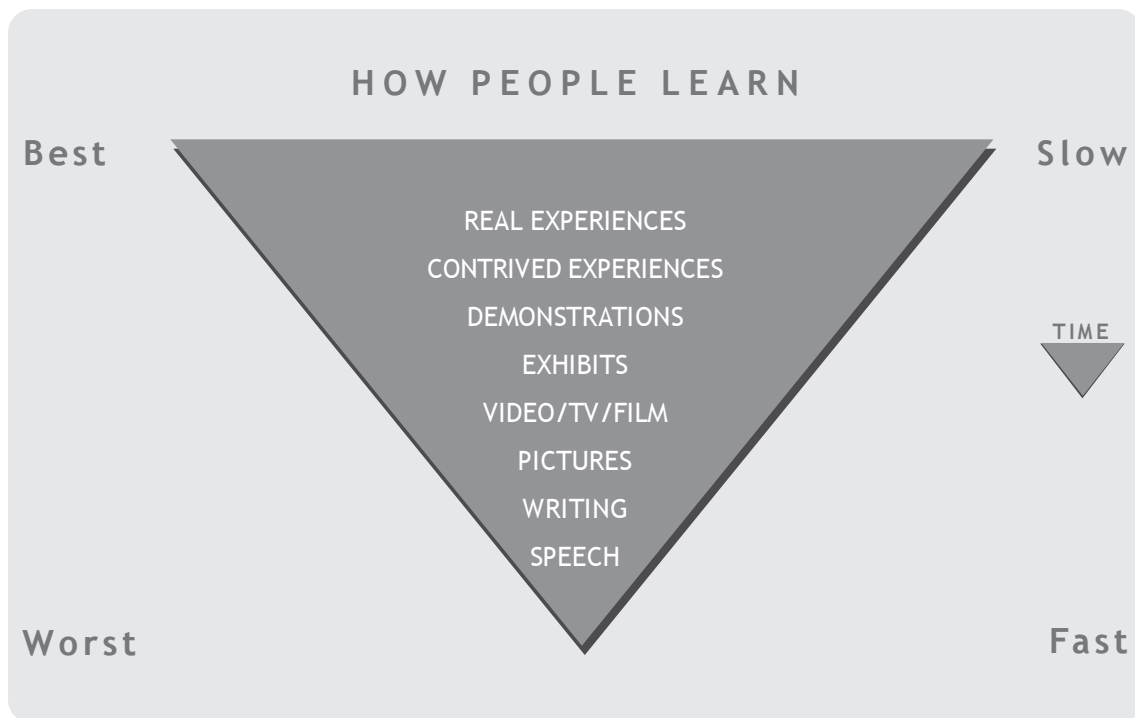 HOW PEOPLE LEARN
Best
Slow
REAL EXPERIENCES
CONTRIVED EXPERIENCES
DEMONSTRATIONS
TIME
EXHIBITS
VIDEO/TV/FILM
PICTURES
WRITING
SPEECH
Worst
Fast